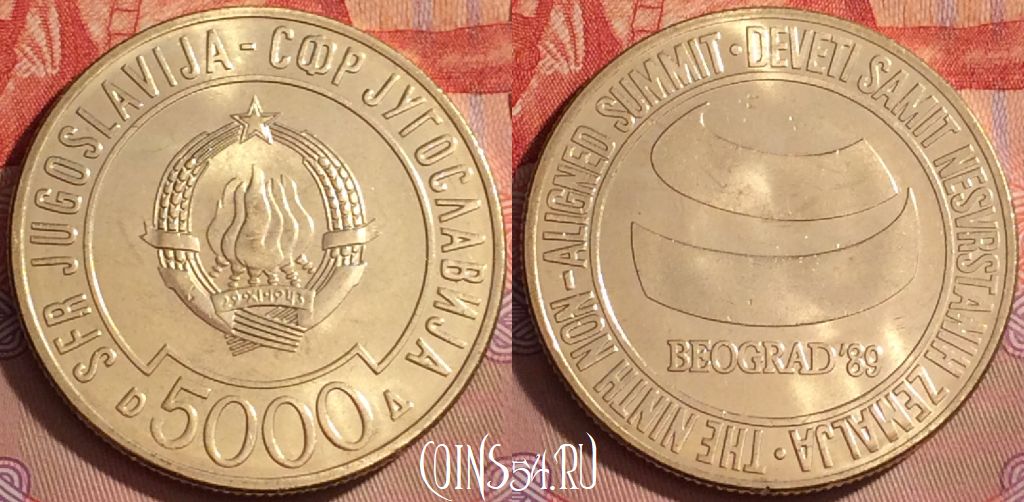 SFR JUGOSLAVIJA - СФР ЈУГОСЛАВИЈА
29·XI·1943
D 5000 Д
DEVETI SAMIT NESVRSTANIH ZEMALJA · THE NINTH NON-ALIGNED SUMMIT ·
BEOGRAD '89
COINS54.RU